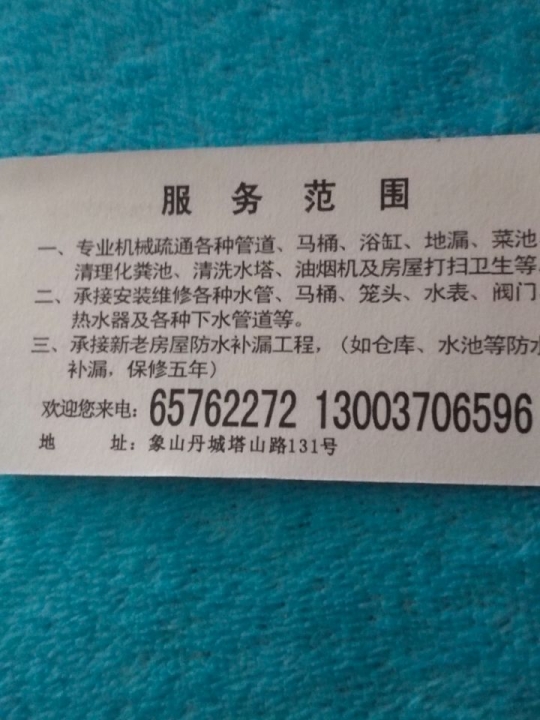 服务范围
一、专业机械疏通各种管道、马桶、浴缸、地漏、菜池
清理化粪池、清洗水塔、油烟机及房屋打扫卫生等。
二、承接安装维修各种水管、马桶、笼头、水表、阀门
热水器及各种下水管道等。
三、承接新老房屋防水补漏工程，（如仓库、水池等防水
补漏，保修五年）
欢迎您来电：65762272 13003706596
地 址：象山丹城塔山路131号